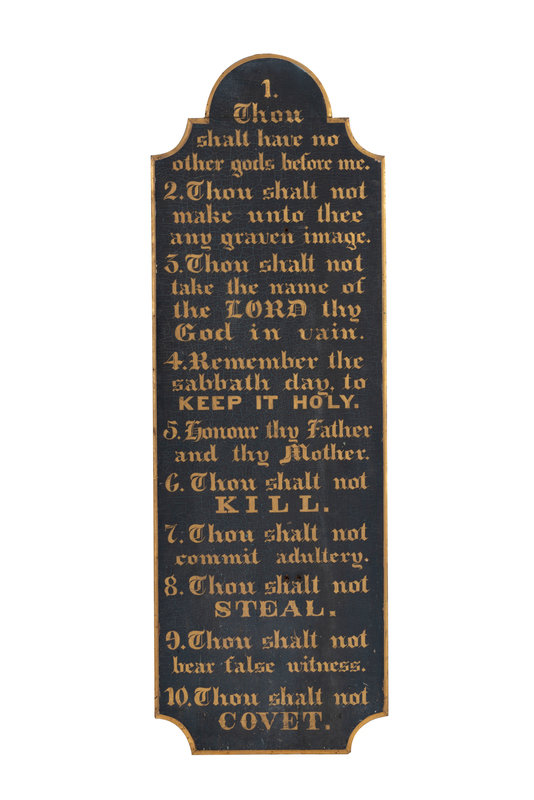 1.
Thou
shalt have no
other gods before me.
2. Thou shalt not
make unto thee
any graven image.
3. Thou shalt not
take the name of
the LORD thy
God in vain.
4. Remember the
sabbath day, to
KEEP IT HOLY.
5. Honour thy Father
and thy Mother.
6. Thou shalt not
KILL.
7. Thou shalt not
commit adultery.
8. Thou shalt not
STEAL.
9. Thou shalt not
bear false witness.
10. Thou shalt not
COVET.